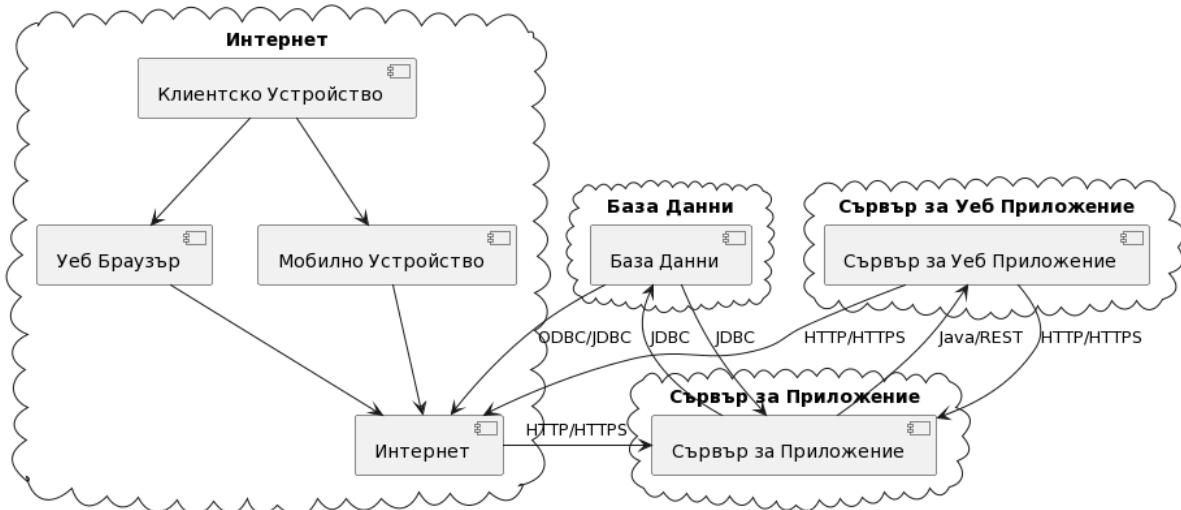 Интернет
Клиентско Устройство
Уеб Браузър
Мобилно Устройство
База Данни
База Данни
Сървър за Уеб Приложение
Сървър за Уеб Приложение
ODBC/JDBC
JDBC
JDBC
HTTP/HTTPS
Java/REST
HTTP/HTTPS
Интернет
HTTP/HTTPS
Сървър за Приложение
Сървър за Приложение